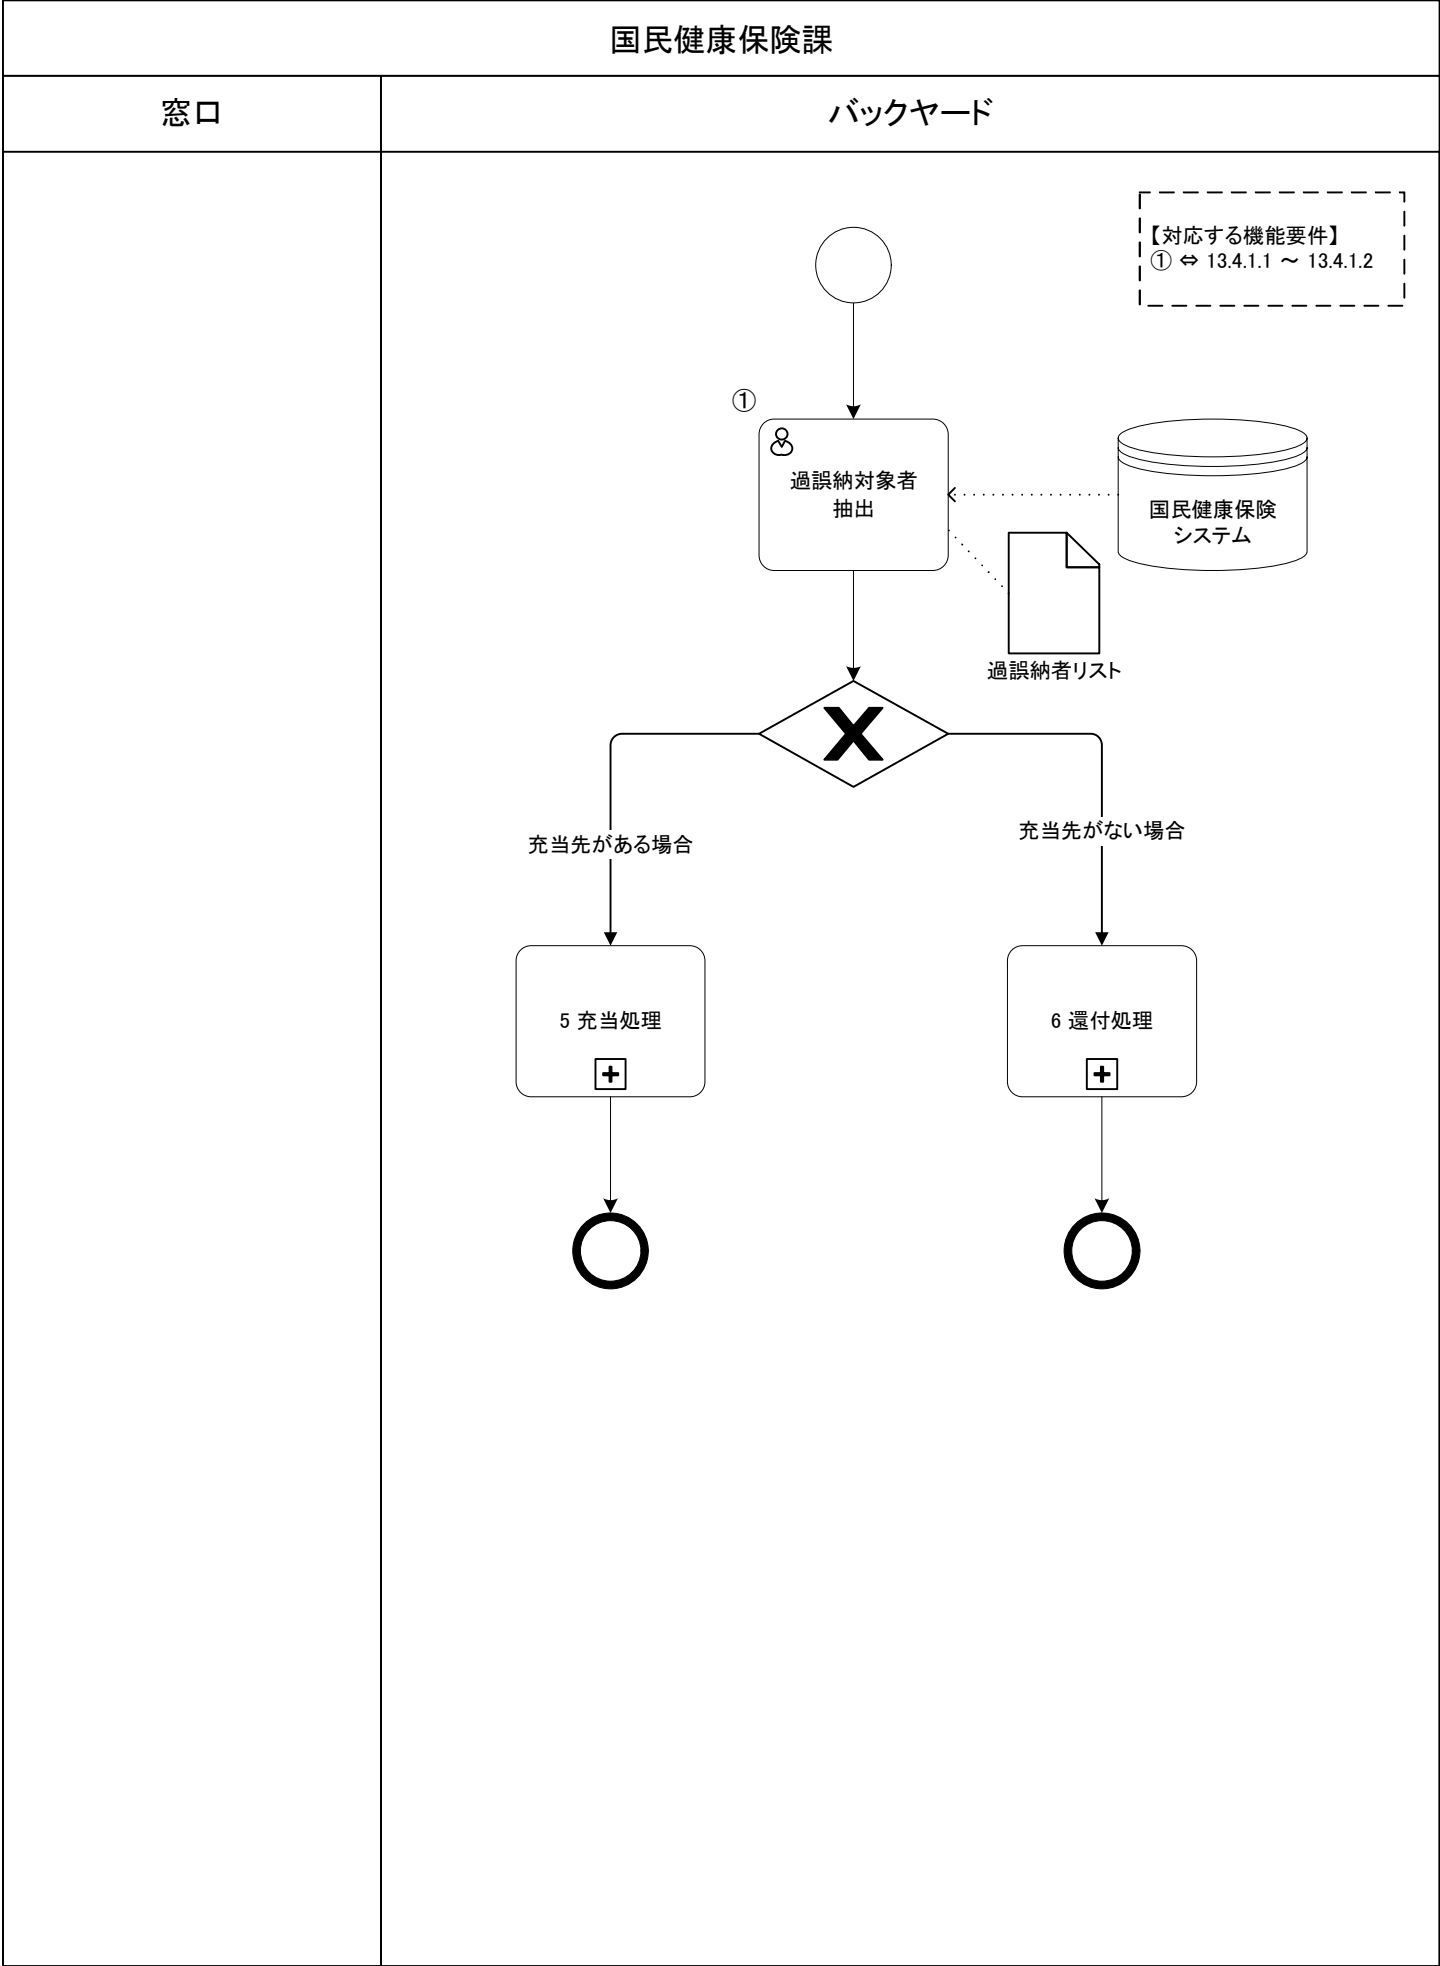 国民健康保険課
窓口
バックヤード
【対応する機能要件】
① ⇔ 13.4.1.1 ～ 13.4.1.2
①
過誤納対象者
抽出
国民健康保険
システム
過誤納者リスト
充当先がある場合
充当先がない場合
5 充当処理
6 還付処理